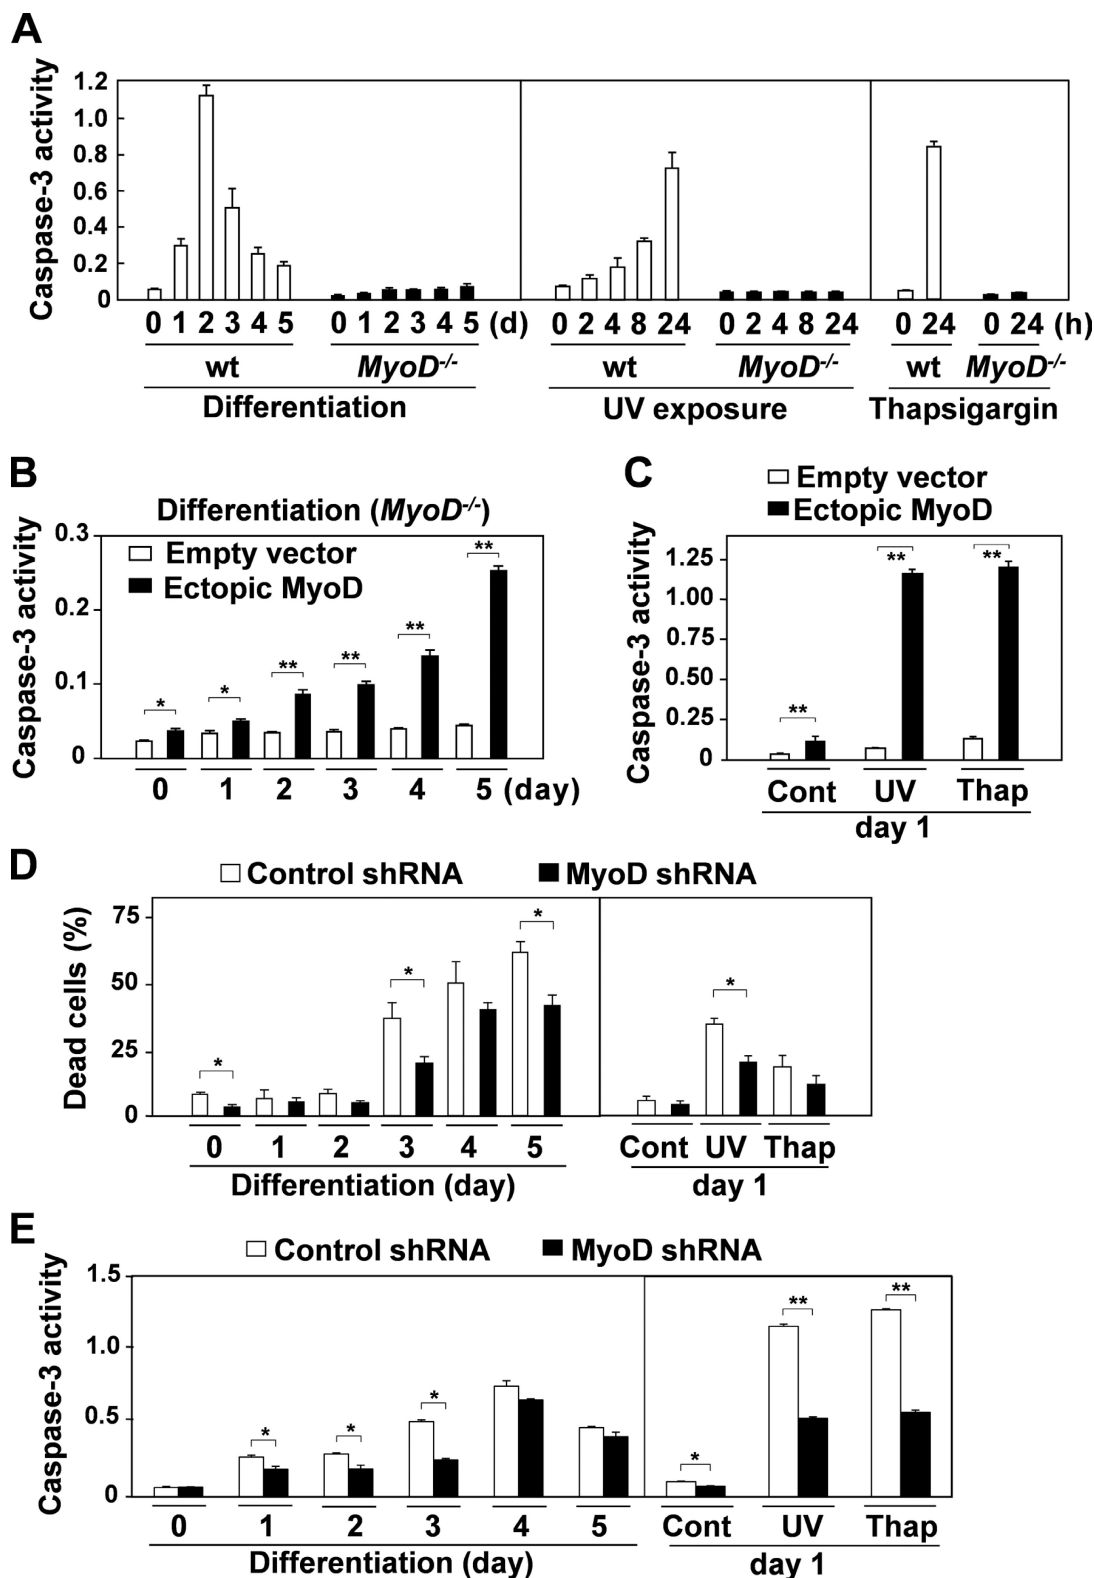 A
Caspase-3 activity
1.2
1.0
0.8
0.6
0.4
0.2
0
0 1 2 3 4 5 0 1 2 3 4 5 (d) 0 2 4 8 24 0 2 4 8 24 0 24 0 24 (h)
wt MyoD-/- wt MyoD-/- wt MyoD-/-
Differentiation UV exposure Thapsigargin
B
Differentiation (MyoD-/-)
Caspase-3 activity
0.3
0.2
0.1
0
Empty vector
Ectopic MyoD
* * ** ** ** **
0 1 2 3 4 5 (day)
C
Empty vector
Ectopic MyoD
Caspase-3 activity
1.25
1.00
0.75
0.50
0.25
0
** ** **
Cont UV Thap
day 1
D
Control shRNA MyoD shRNA
Dead cells (%)
75
50
25
0
* * * *
0 1 2 3 4 5 Cont UV Thap
Differentiation (day) day 1
E
Control shRNA MyoD shRNA
Caspase-3 activity
1.5
1.0
0.5
0
* * * * ** **
0 1 2 3 4 5 Cont UV Thap
Differentiation (day) day 1